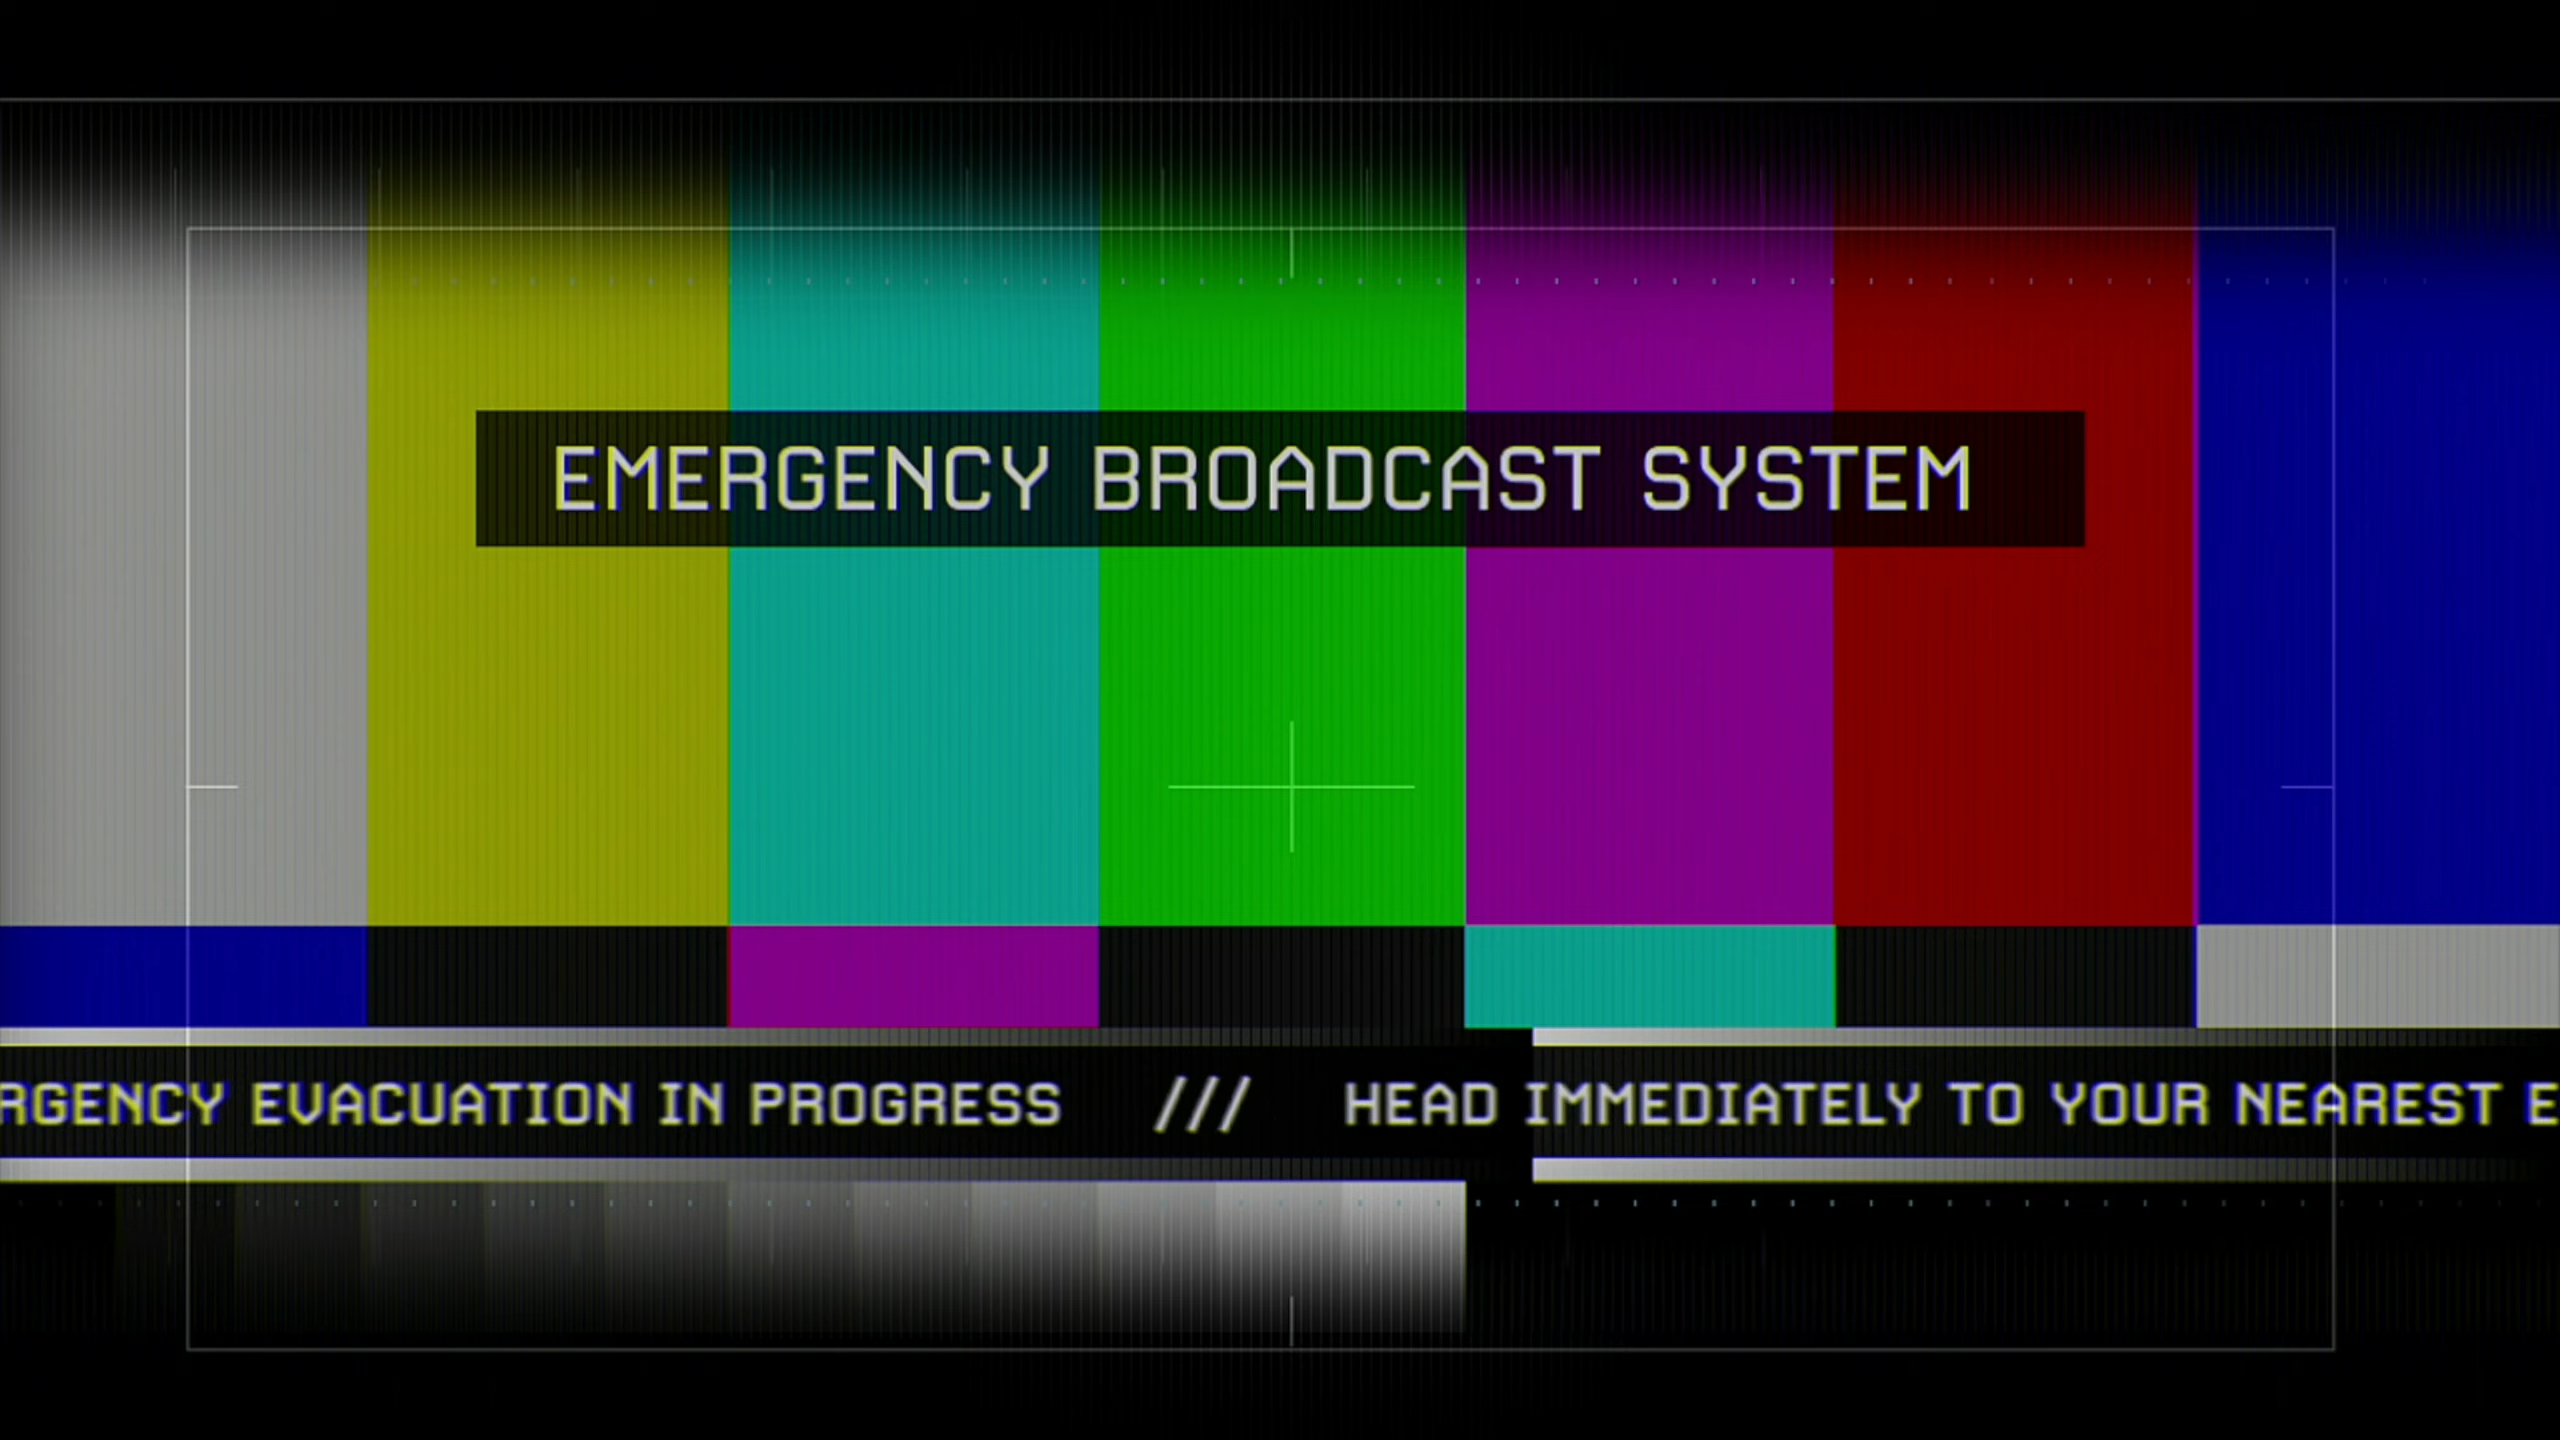 EMERGENCY BROADCAST SYSTEM
RGENCY EVACUATION IN PROGRESS /// HEAD IMMEDIATELY TO YOUR NEAREST E